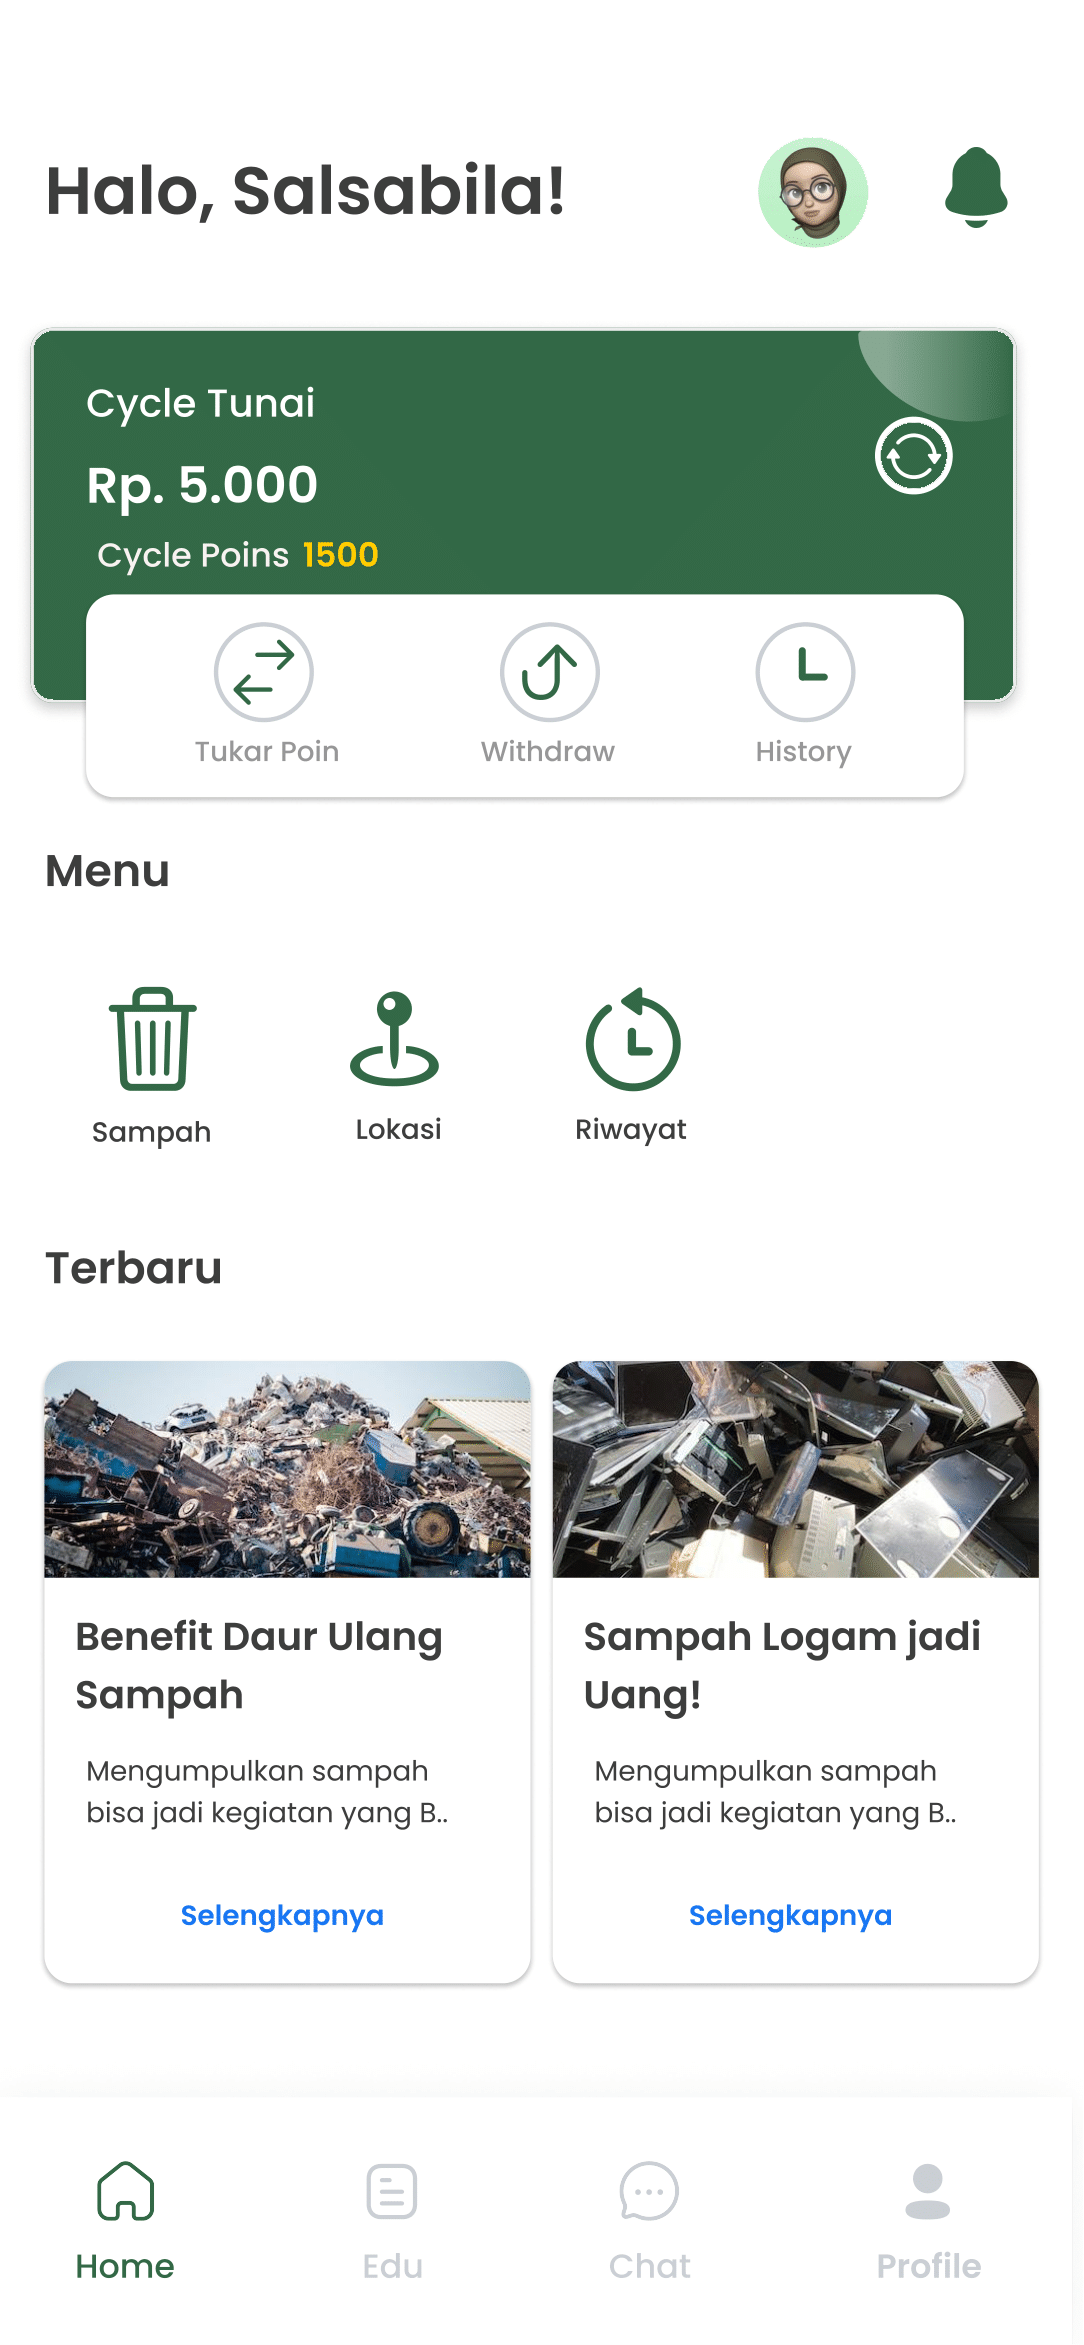 Halo, Salsabila!
Cycle Tunai
Rp. 5.000
Cycle Poins 1500
Tukar Poin
Withdraw
History
Menu
Sampah
Lokasi
Riwayat
Terbaru
Benefit Daur Ulang
Sampah
Mengumpulkan sampah
bisa jadi kegiatan yang B..
Selengkapnya
Sampah Logam jadi
Uang!
Mengumpulkan sampah
bisa jadi kegiatan yang B..
Selengkapnya
Home
Edu
Chat
Profile